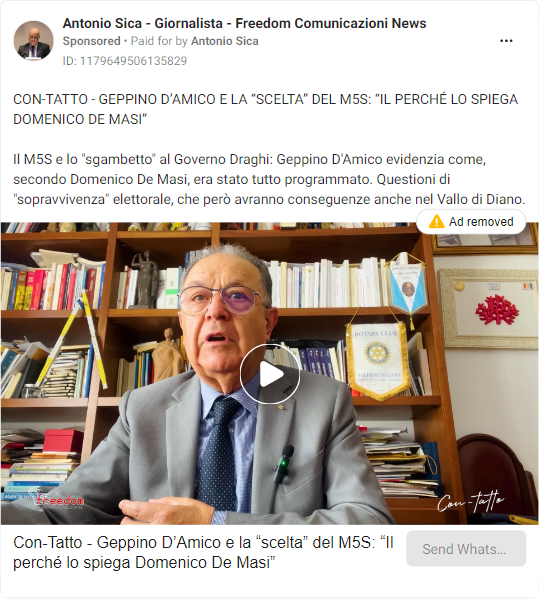 Antonio Sica - Giornalista - Freedom Comunicazioni News
Sponsored • Paid for by Antonio Sica
ID: 1179649506135829
CON-TATTO - GEPPINO D’AMICO E LA “SCELTA” DEL M5S: “IL PERCHÉ LO SPIEGA
DOMENICO DE MASI”
Il M5S e lo "sgambetto" al Governo Draghi: Geppino D'Amico evidenzia come,
secondo Domenico De Masi, era stato tutto programmato. Questioni di
"sopravvivenza" elettorale, che però avranno conseguenze anche nel Vallo di Diano.
Ad removed
ROTARY CLUB
freedom
Con-tatto
Con-Tatto - Geppino D’Amico e la “scelta” del M5S: “Il
perché lo spiega Domenico De Masi”
Send Whats...